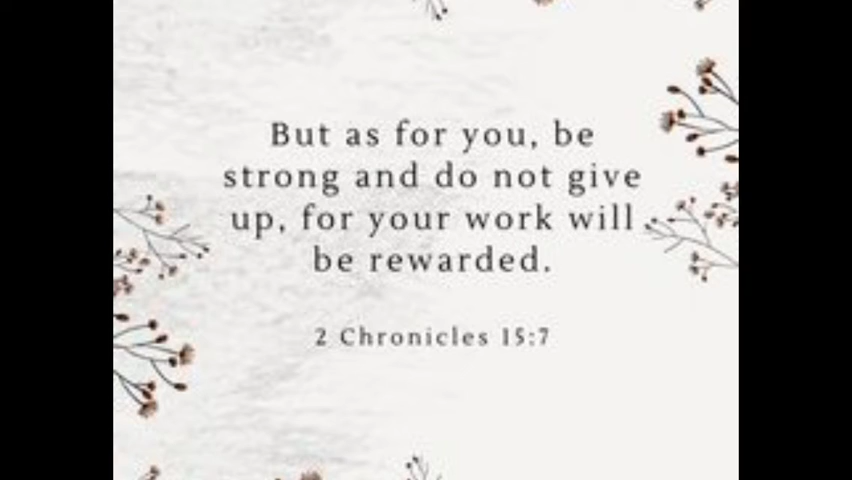 But as for you, be
strong and do not give
up, for your work will
be rewarded.
2 Chronicles 15:7